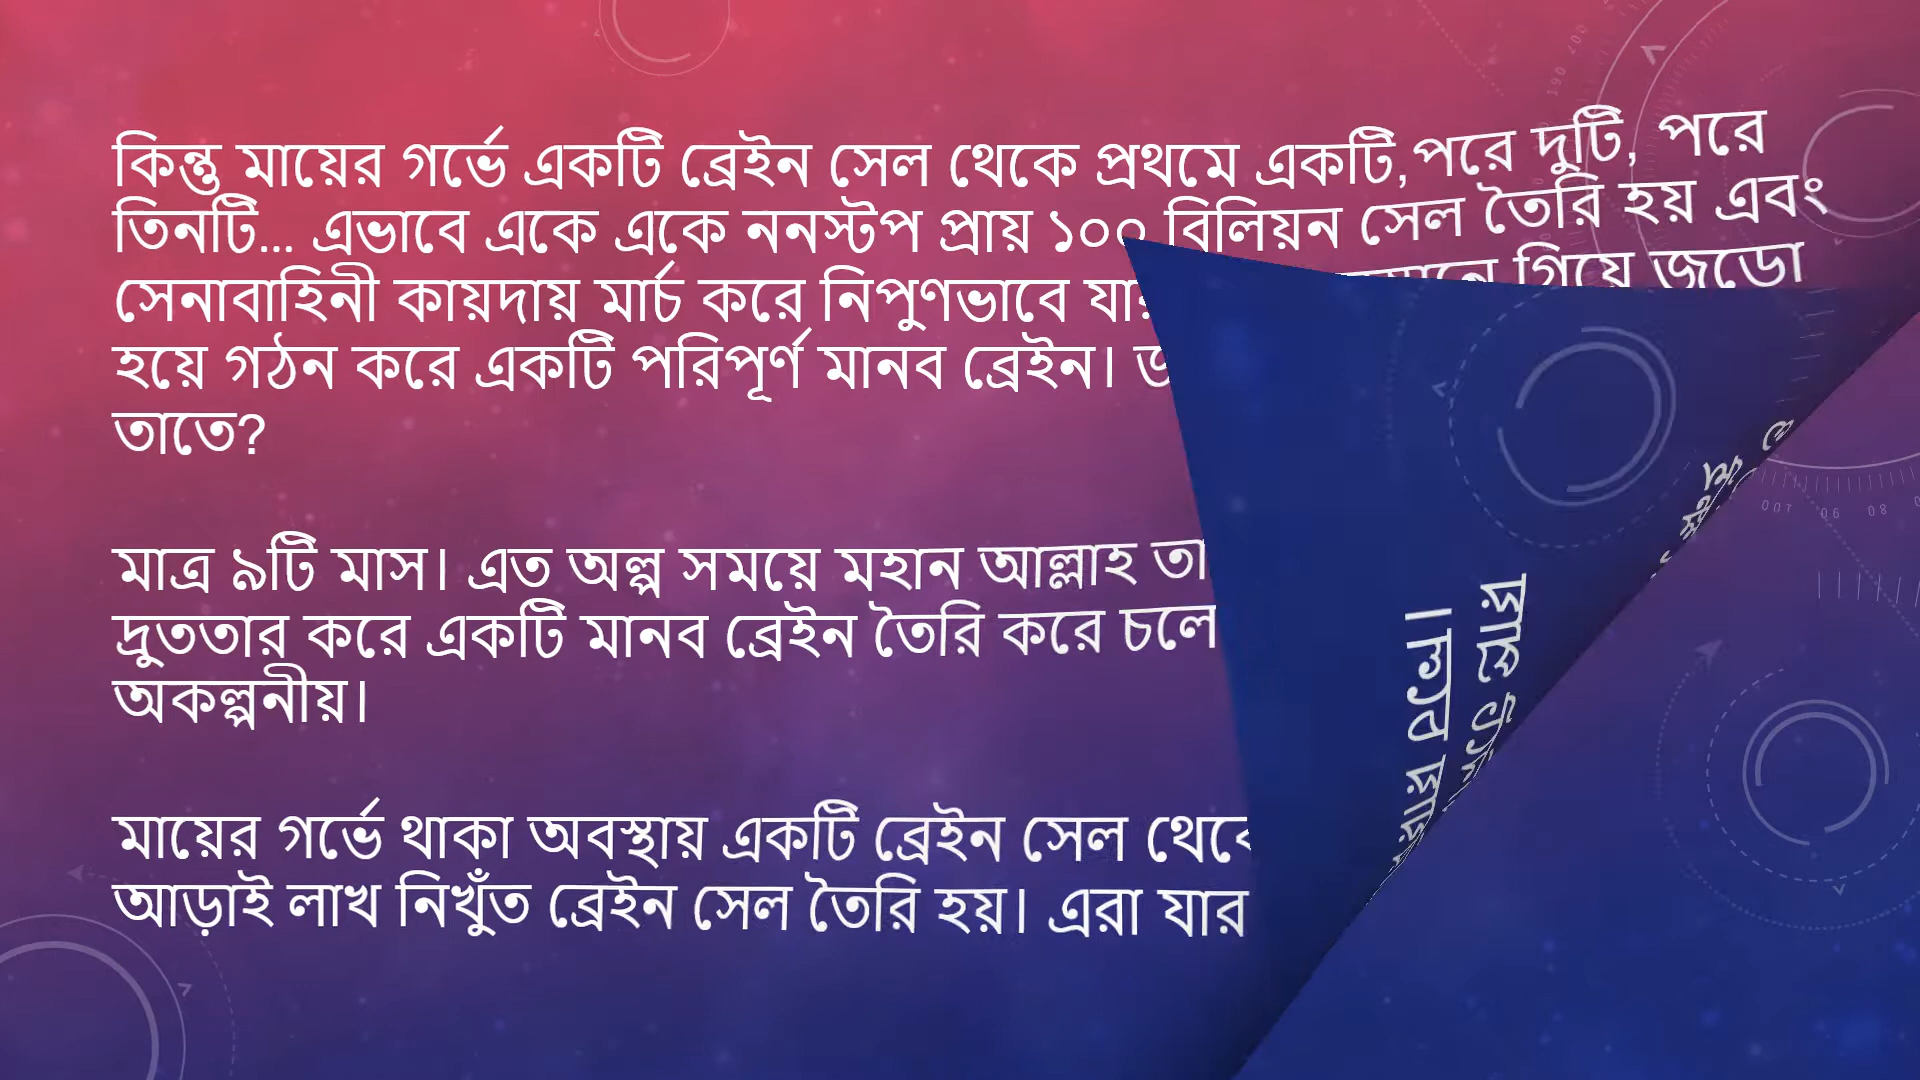 কিন্তু মায়ের গর্ভে একটি ব্রেইন সেল থেকে প্রথমে একটি, পরে দুটি, পরে
তিনটি... এভাবে একে একে ননস্টপ প্রায় ১০০ বিলিয়ন সেল তৈরি হয় এবং
সেনাবাহিনী কায়দায় মার্চ করে নিপুণভাবে গিয়ে জড়ো
হয়ে গঠন করে একটি পরিপূর্ণ মানব ব্রেইন।
তাতে?
মাত্র ৯টি মাস। এত অল্প সময়ে মহান আল্লাহ
দ্রুততার করে একটি মানব ব্রেইন তৈরি করে চলে
অকল্পনীয়।
মায়ের গর্ভে থাকা অবস্থায় একটি ব্রেইন সেল
আড়াই লাখ নিখুঁত ব্রেইন সেল তৈরি হয়। এরা যার